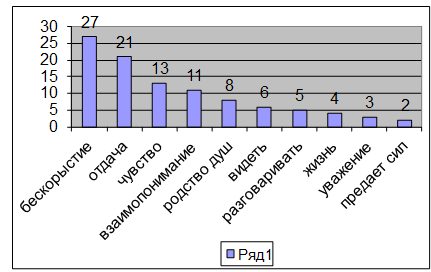 30
25
20
15
10
5
0
27
21
13
11
8
6
5
4
3
2
бескорыстие
отдача
чувство
взаимопонимание
родство душ
видеть
разговаривать
жизнь
уважение
предает сил
Ряд1